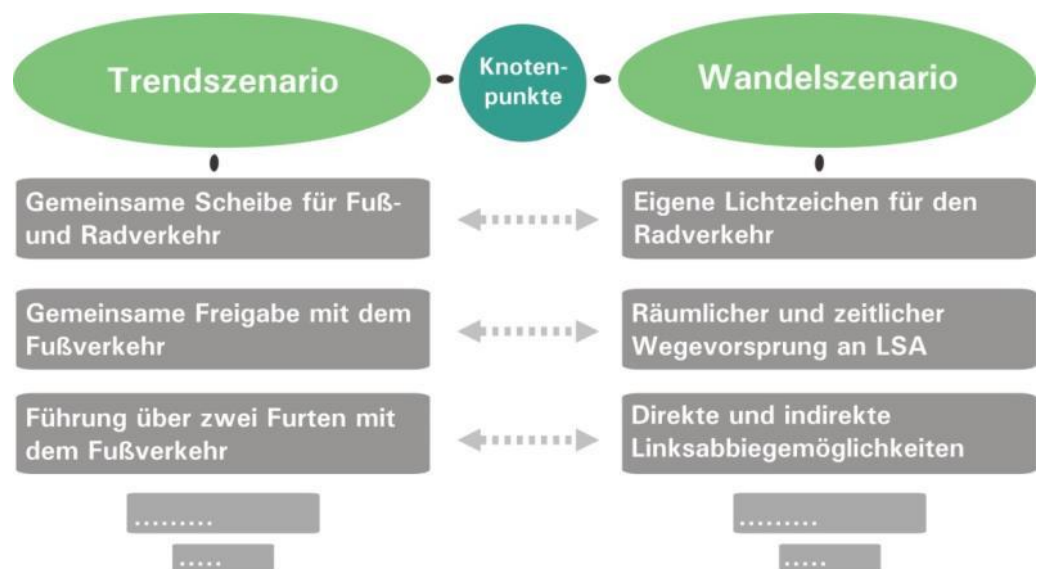 Trendszenario
Knoten-
punkte
Wandelszenario
Gemeinsame Scheibe für Fuß-
und Radverkehr
Eigene Lichtzeichen für den
Radverkehr
Gemeinsame Freigabe mit dem
Fußverkehr
Räumlicher und zeitlicher
Wegevorsprung an LSA
Führung über zwei Furten mit
dem Fußverkehr
Direkte und indirekte
Linksabbiegemöglichkeiten
.........
.........
.....
.....